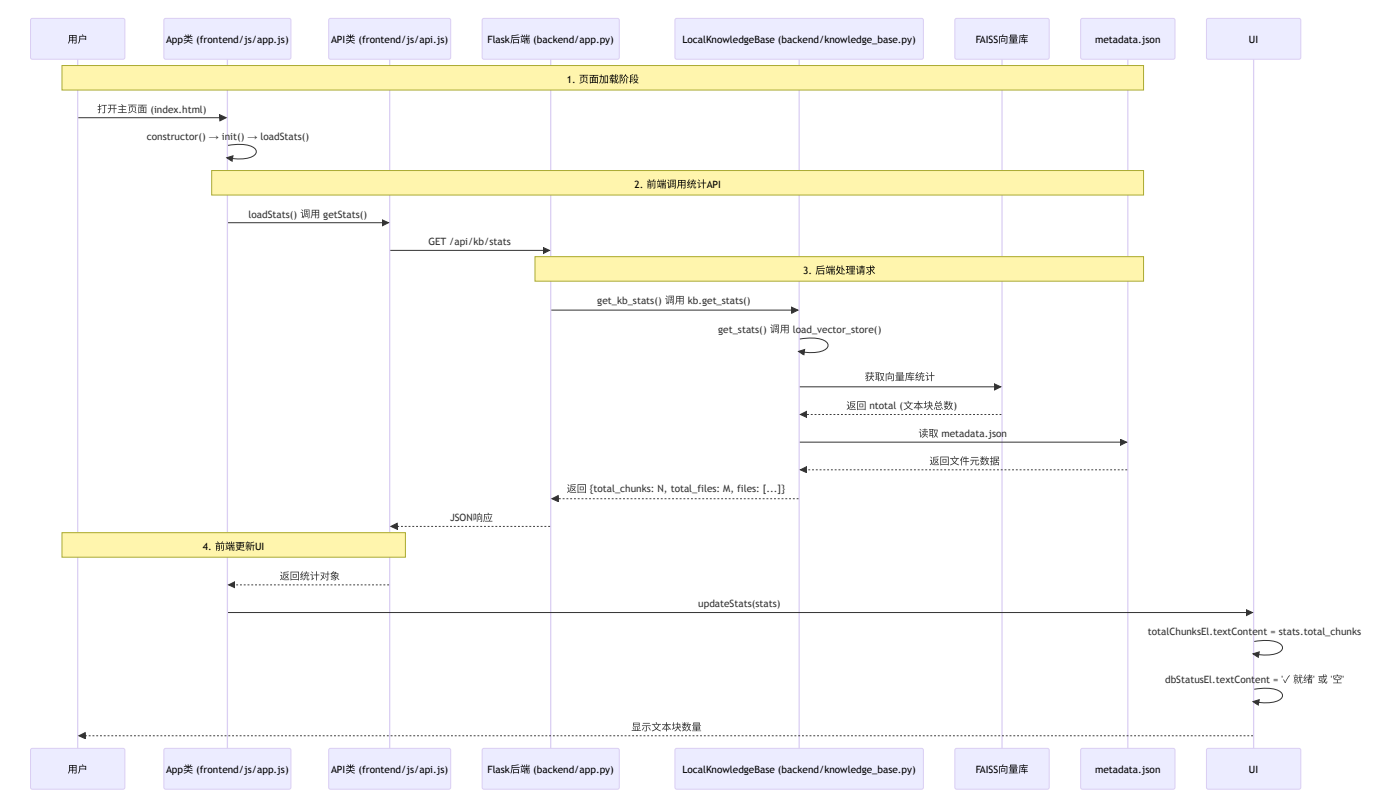 用户
App类 (frontend/js/app.js)
API类 (frontend/js/api.js)
Flask后端 (backend/app.py)
LocalKnowledgeBase (backend/knowledge_base.py)
FAISS向量库
metadata.json
UI
1. 页面加载阶段
打开主页面 (index.html)
constructor() → init() → loadStats()
2. 前端调用统计API
loadStats() 调用 getStats()
GET /api/kb/stats
3. 后端处理请求
get_kb_stats() 调用 kb.get_stats()
get_stats() 调用 load_vector_store()
获取向量库统计
返回 ntotal (文本块总数)
读取 metadata.json
返回文件元数据
返回 {total_chunks: N, total_files: M, files: [...]}
JSON响应
4. 前端更新UI
返回统计对象
updateStats(stats)
totalChunksEl.textContent = stats.total_chunks
dbStatusEl.textContent = '✓ 就绪' 或 '空'
显示文本块数量
用户
App类 (frontend/js/app.js)
API类 (frontend/js/api.js)
Flask后端 (backend/app.py)
LocalKnowledgeBase (backend/knowledge_base.py)
FAISS向量库
metadata.json
UI